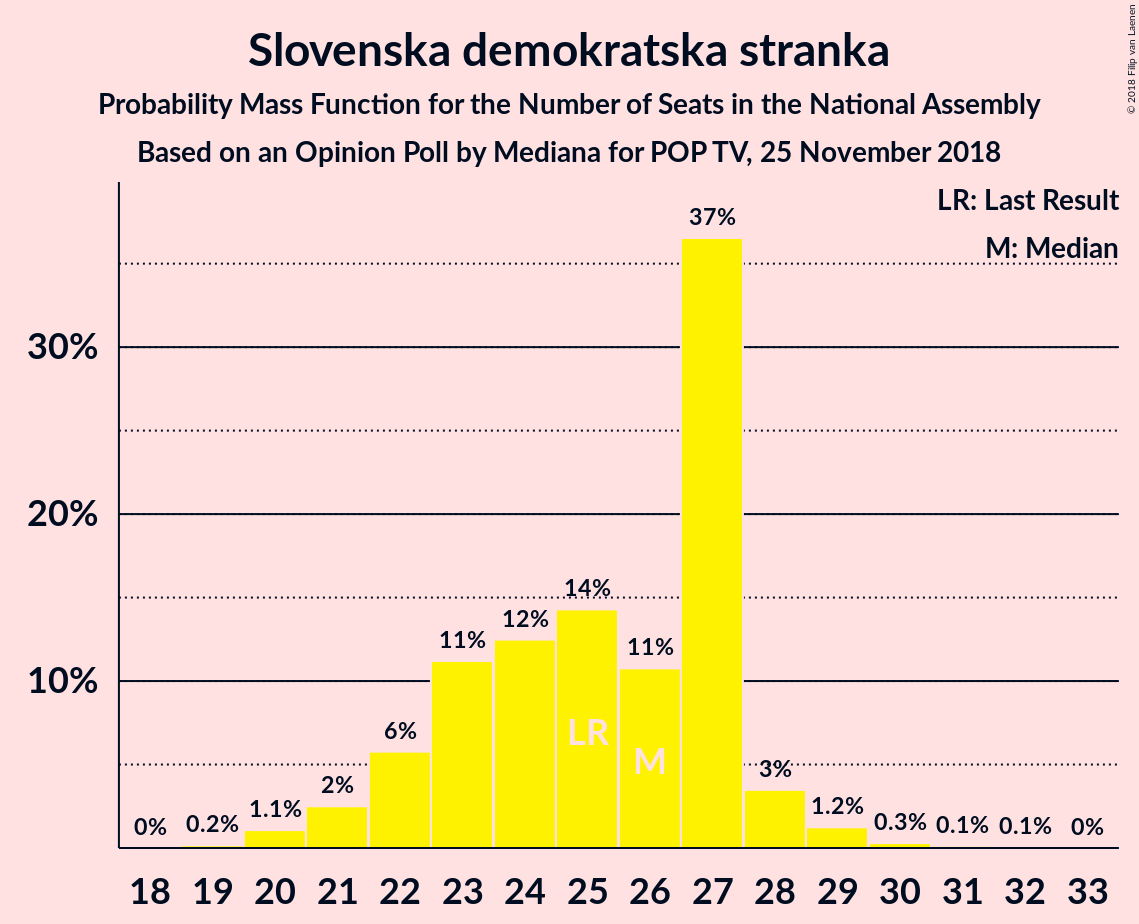 Slovenska demokratska stranka
Probability Mass Function for the Number of Seats in the National Assembly
Based on an Opinion Poll by Mediana for POP TV, 25 November 2018
© 2018 Filip van Laenen
LR: Last Result
M: Median
30%
20%
10%
0%
0.2%
1.1%
2%
6%
11%
12%
14%
11%
37%
3%
1.2%
0.3%
0.1%
0.1%
0%
LR
M
18 19 20 21 22 23 24 25 26 27 28 29 30 31 32 33